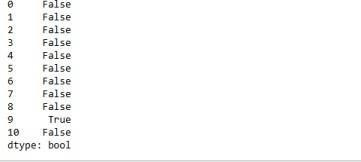 0     False
1     False
2     False
3     False
4     False
5     False
6     False
7     False
8     False
9      True
10    False
dtype: bool